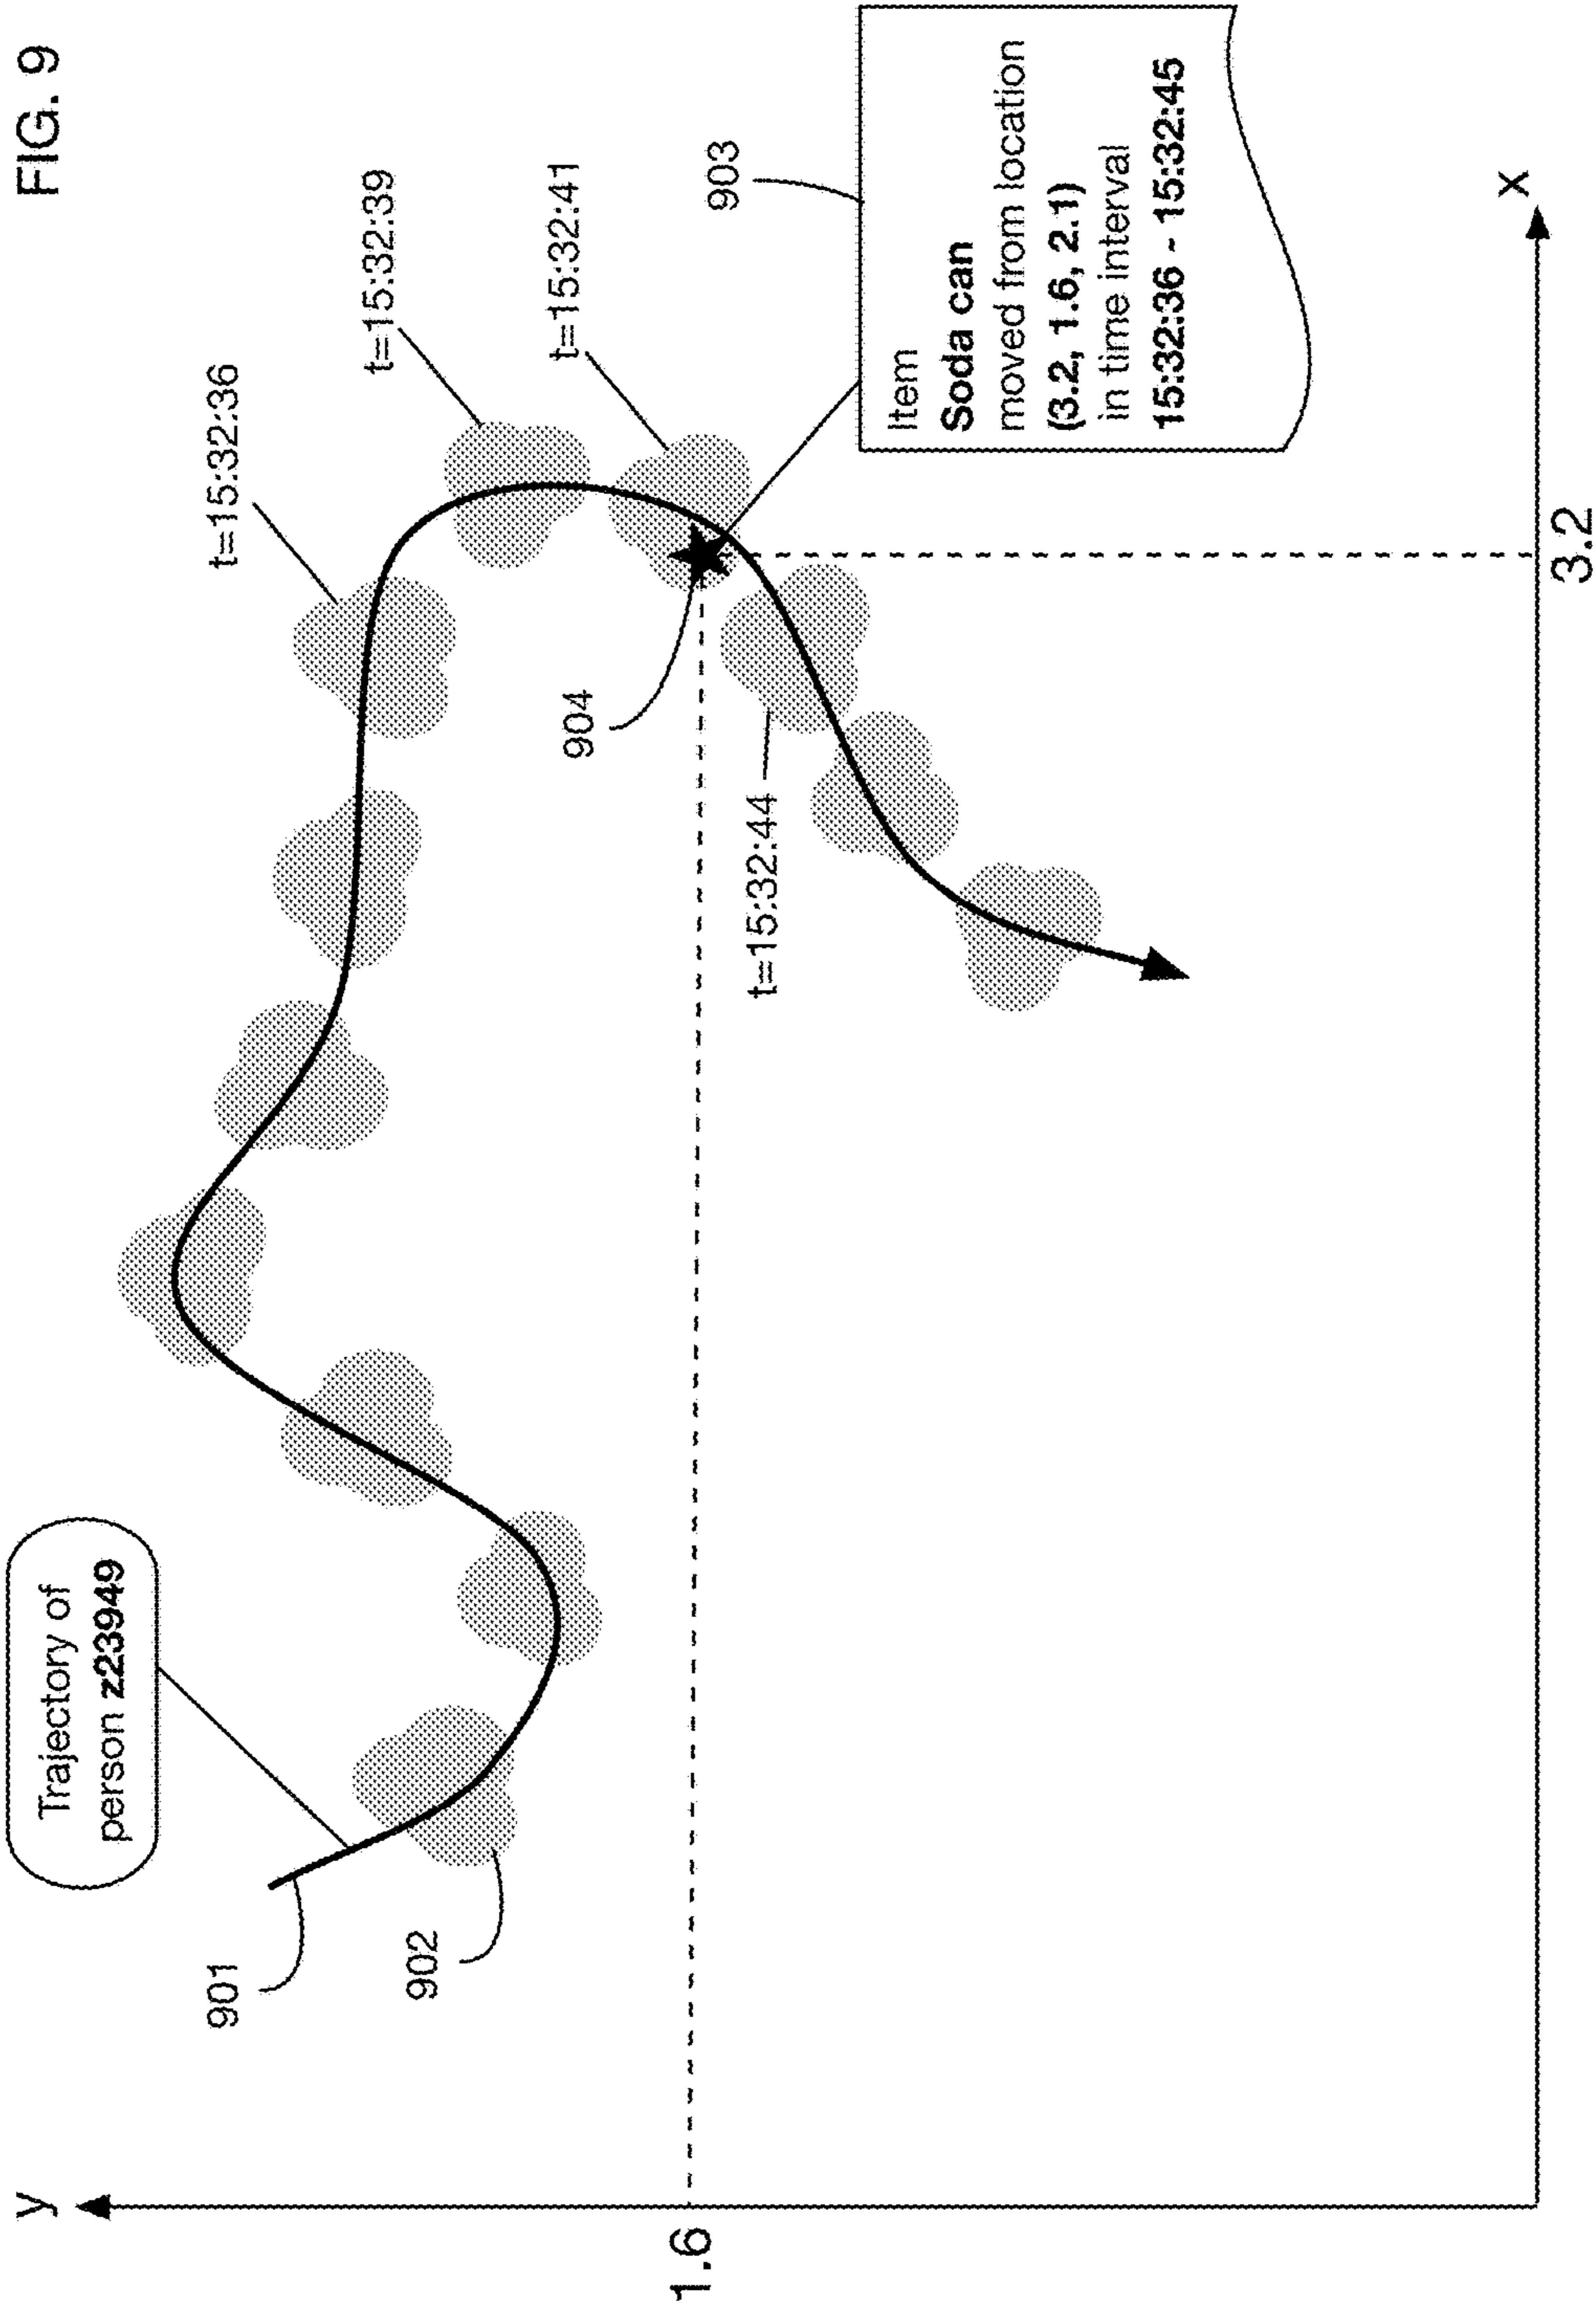 FIG. 9
y
Trajectory of
person z23949
901
902
t=15:32:36
t=15:32:39
t=15:32:41
904
t=15:32:44
903
1.6
Item
Soda can
moved from location
(3.2, 1.6, 2.1)
in time interval
15:32:36 - 15:32:45
x
3.2